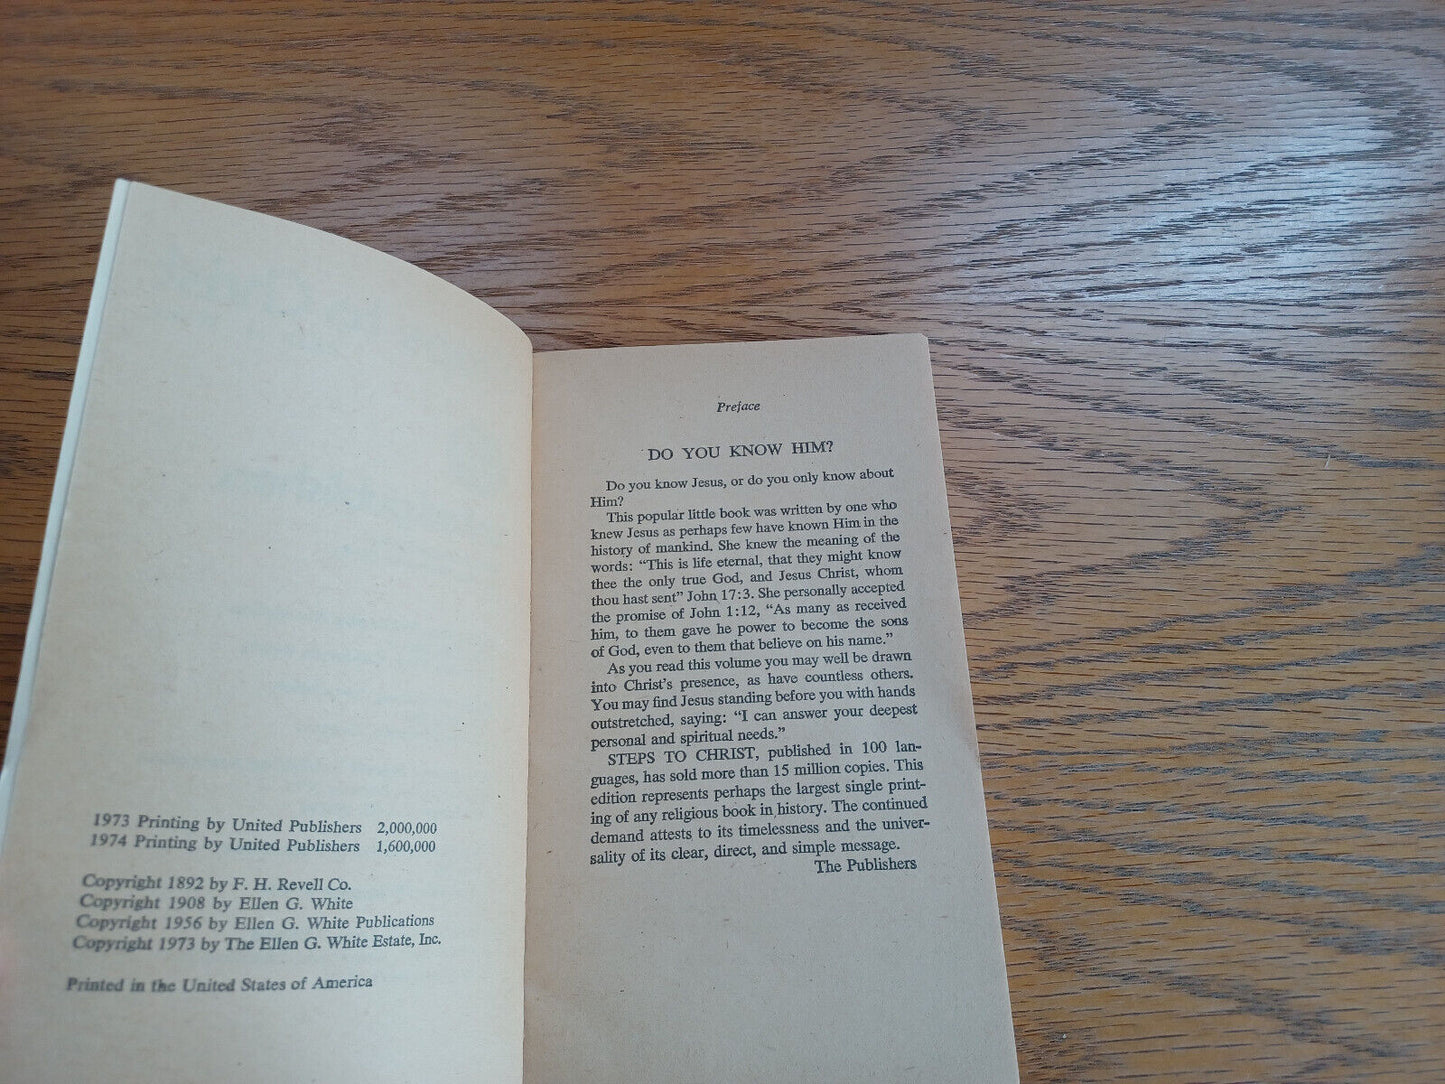 1973 Printing by United Publishers 2,000,000
1974 Printing by United Publishers 1,600,000
Copyright 1892 by F. H. Revell Co.
Copyright 1908 by Ellen G. White
Copyright 1956 by Ellen G. White Publications
Copyright 1973 by The Ellen G. White Estate, Inc.
Printed in the United States of America
Preface
DO YOU KNOW HIM?
Do you know Jesus, or do you only know about
Him?
This popular little book was written by one who
knew Jesus as perhaps few have known Him in the
history of mankind. She knew the meaning of the
words: “This is life eternal, that they might know
thee the only true God, and Jesus Christ, whom
thou hast sent” John 17:3. She personally accepted
the promise of John 1:12, “As many as received
him, to them gave he power to become the sons
of God, even to them that believe on his name.”
As you read this volume you may well be drawn
into Christ’s presence, as have countless others.
You may find Jesus standing before you with hands
outstretched, saying: “I can answer your deepest
personal and spiritual needs.”
STEPS TO CHRIST, published in 100 lan-
guages, has sold more than 15 million copies. This
edition represents perhaps the largest single print-
ing of any religious book in history. The continued
demand attests to its timelessness and the univer-
sality of its clear, direct, and simple message.
The Publishers